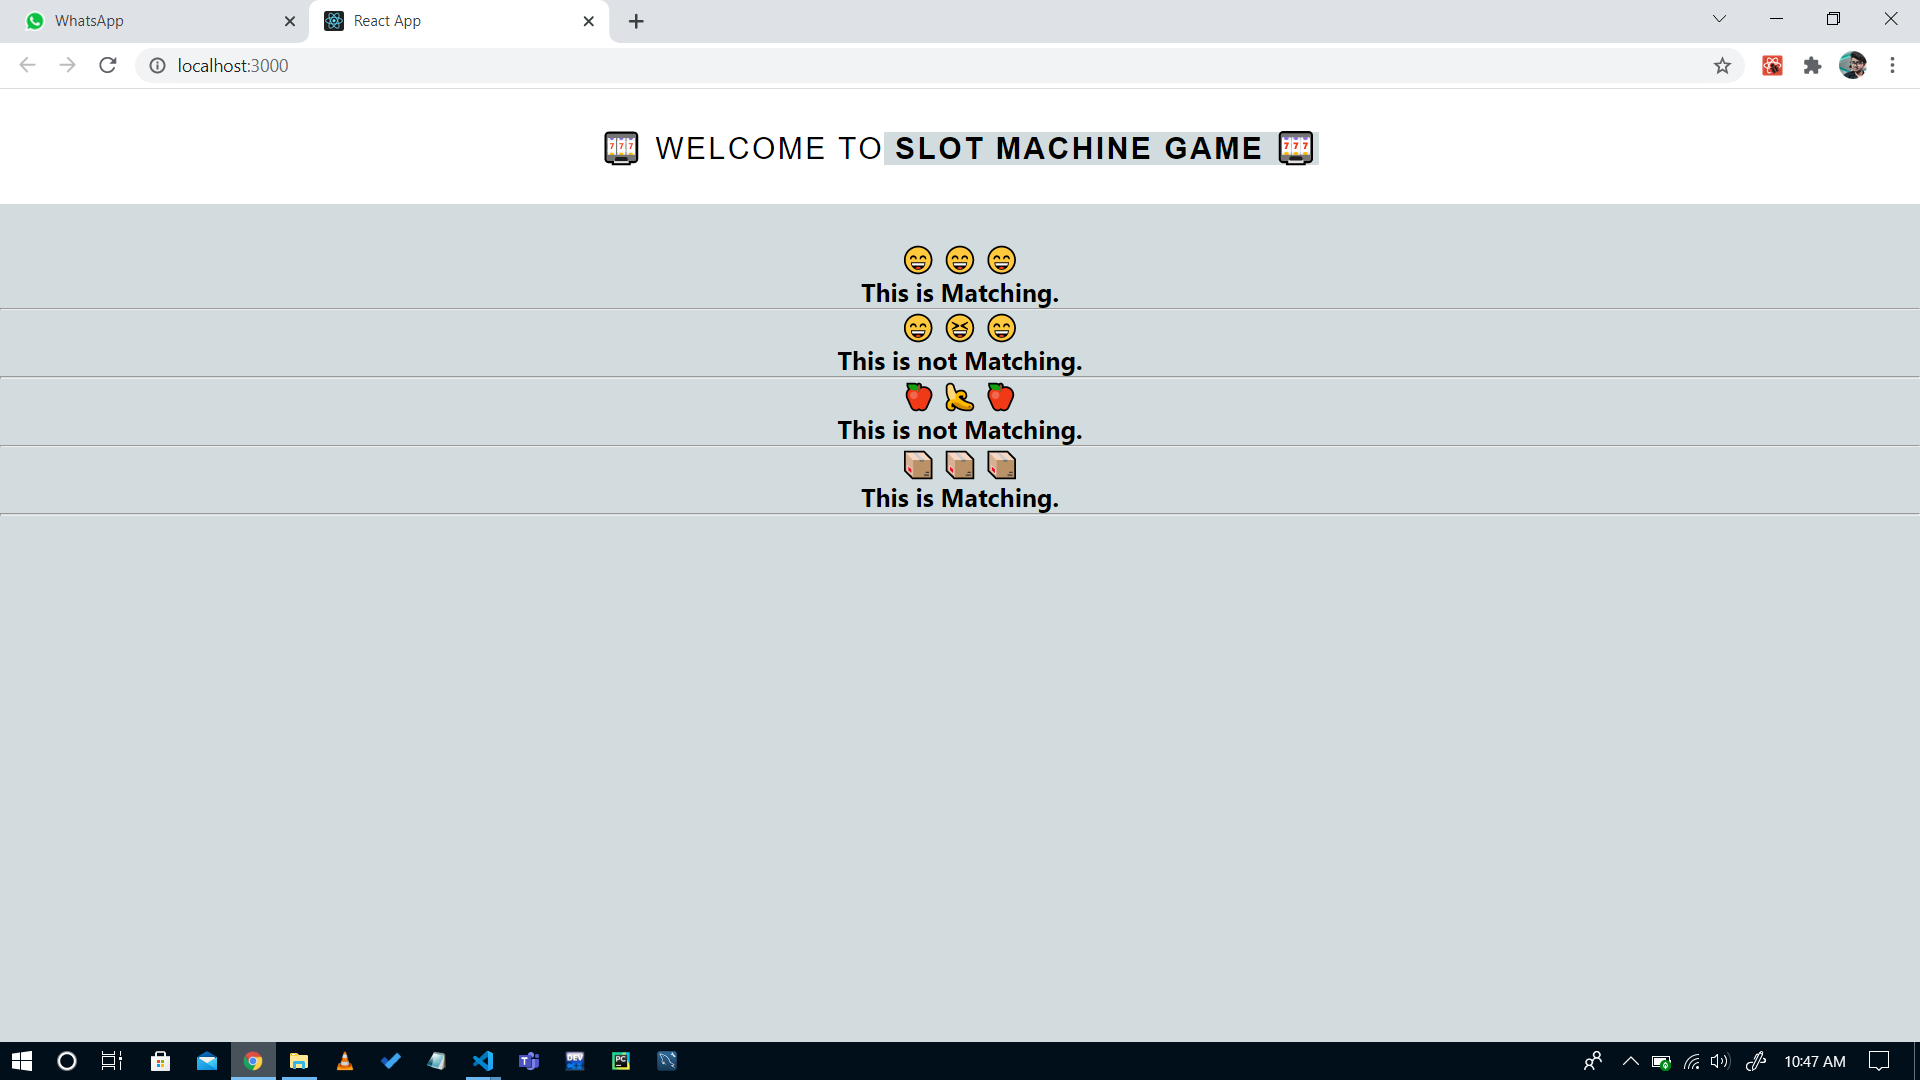 WhatsApp
React App
localhost:3000
🎰 WELCOME TO SLOT MACHINE GAME 🎰
😄 😄 😄
This is Matching.
😄 😆 😄
This is not Matching.
🍎 🍌 🍎
This is not Matching.
📦 📦 📦
This is Matching.
10:47 AM